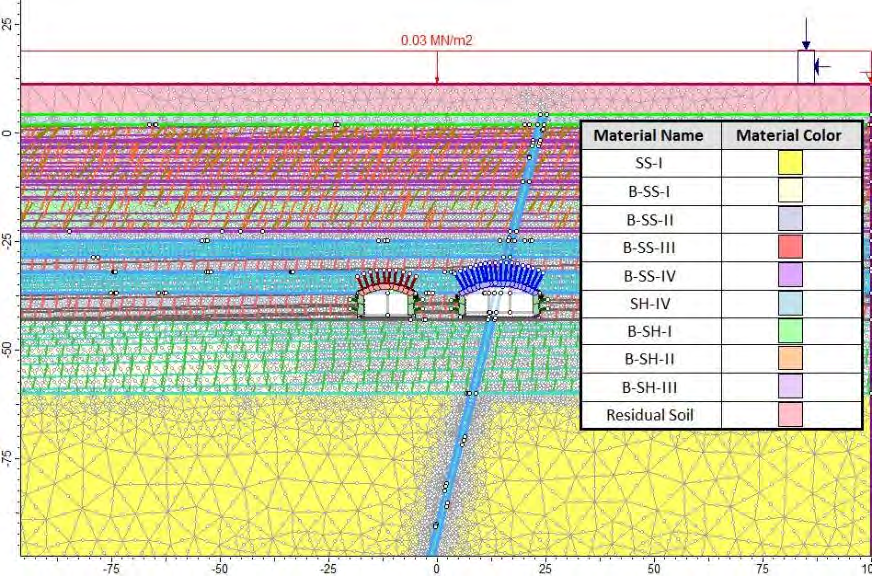 25
0.03 MN/m2
0
-25
-50
-75
Material Name Material Color
SS-I
B-SS-I
B-SS-II
B-SS-III
B-SS-IV
SH-IV
B-SH-I
B-SH-II
B-SH-III
Residual Soil
-75 -50 -25 0 25 50 75